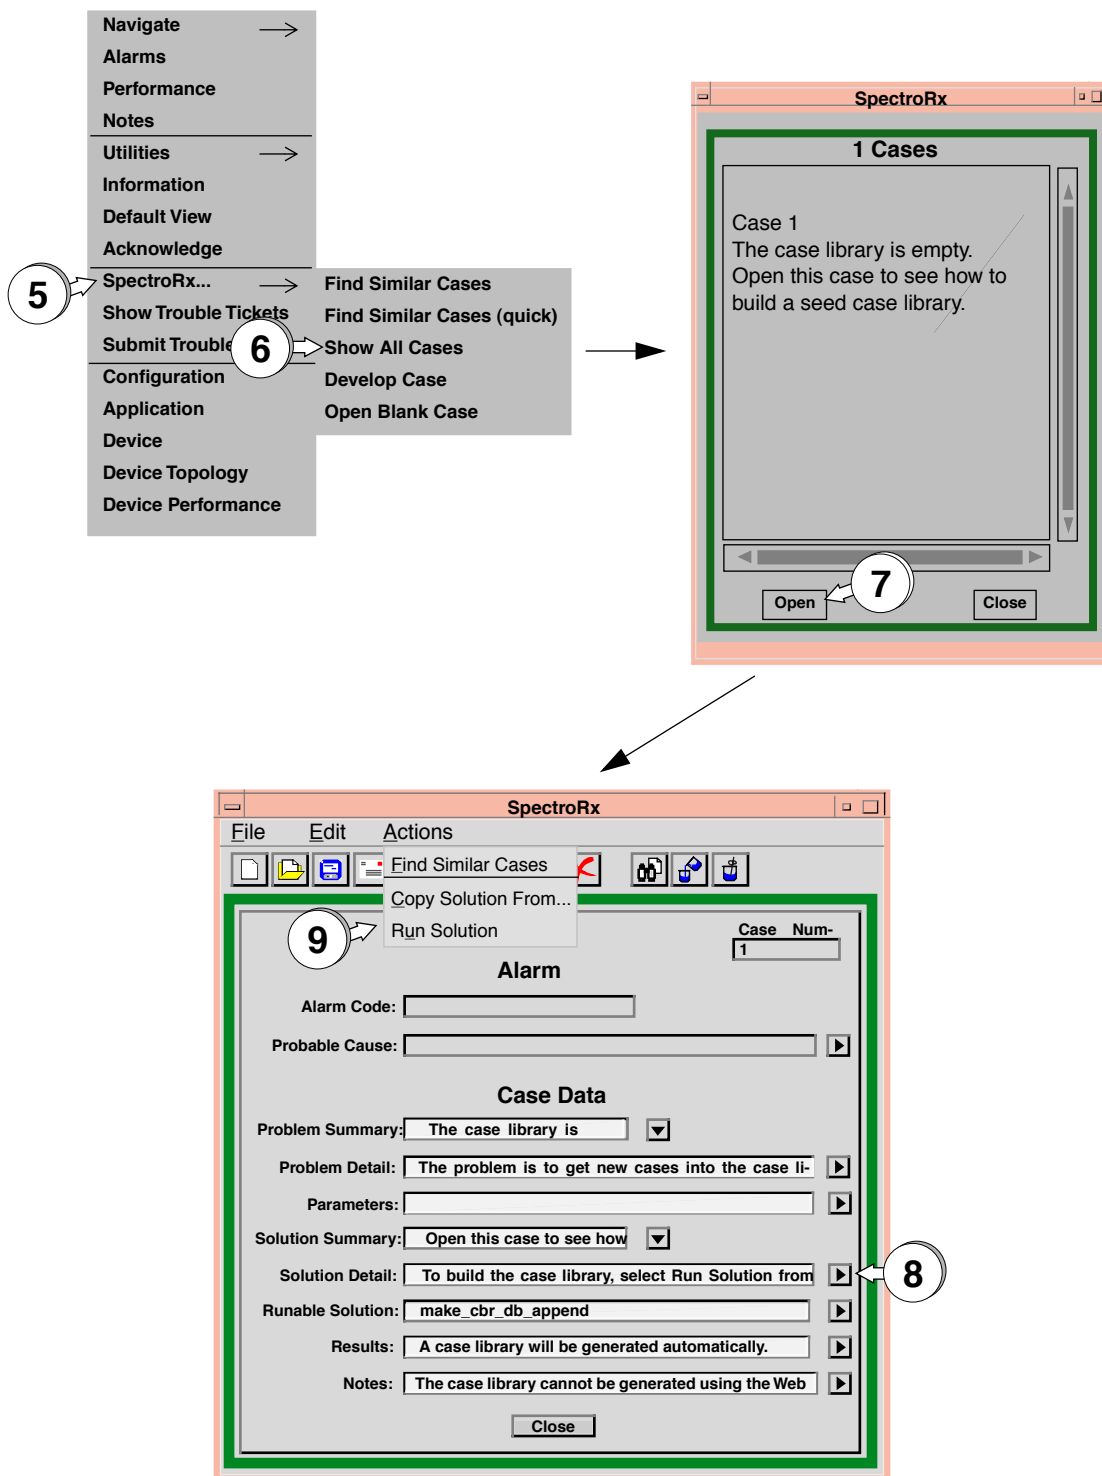 Navigate
Alarms
Performance
Notes
Utilities
Information
Default View
Acknowledge
5
SpectroRx...
Show Trouble Tickets
Submit Trouble
6
Configuration
Application
Device
Device Topology
Device Performance
Find Similar Cases
Find Similar Cases (quick)
Show All Cases
Develop Case
Open Blank Case
SpectroRx
1 Cases
Case 1
The case library is empty.
Open this case to see how to
build a seed case library.
7
Open
Close
SpectroRx
File Edit Actions
Find Similar Cases
Copy Solution From...
Run Solution
9
Case Num-
1
Alarm
Alarm Code:
Probable Cause:
Case Data
Problem Summary: The case library is
Problem Detail: The problem is to get new cases into the case li-
Parameters:
Solution Summary: Open this case to see how
Solution Detail: To build the case library, select Run Solution from
8
Runable Solution: make_cbr_db_append
Results: A case library will be generated automatically.
Notes: The case library cannot be generated using the Web
Close